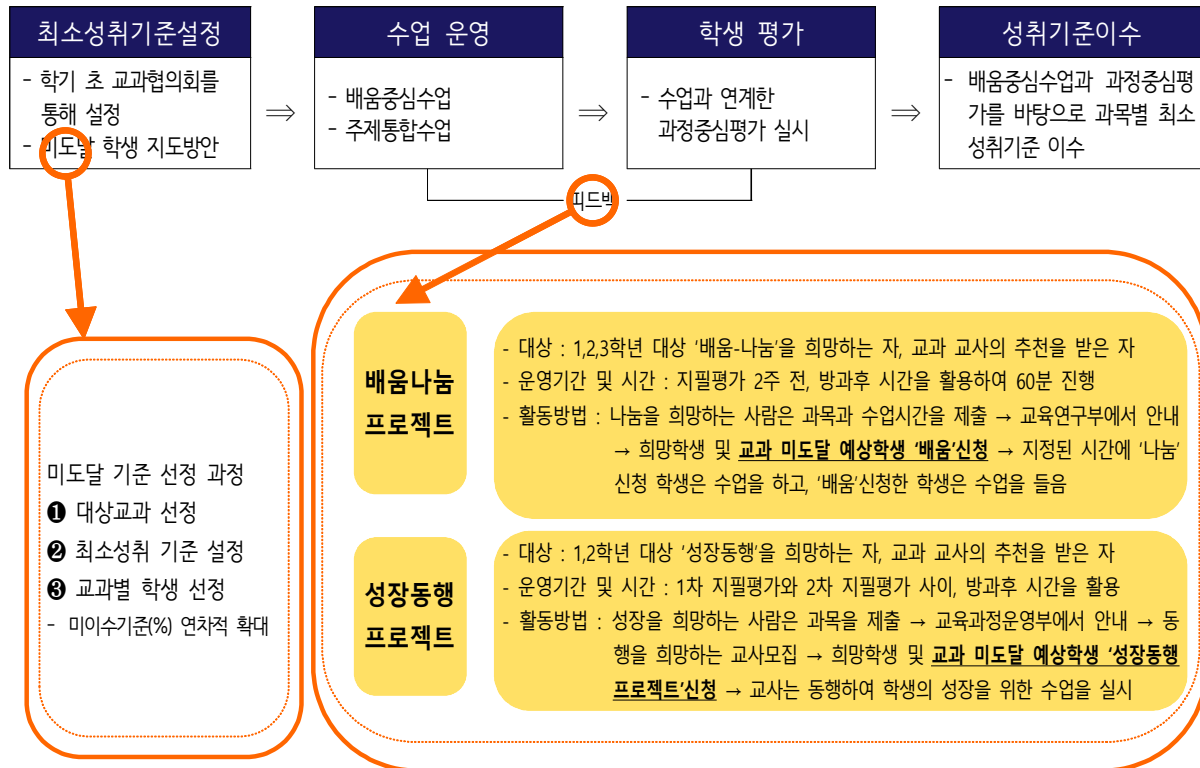 최소성취기준설정
- 학기 초 교과협의회를
통해 설정
- 미도달 학생 지도방안
⇒
수업 운영
- 배움중심수업
- 주제통합수업
⇒
학생 평가
- 수업과 연계한
과정중심평가 실시
⇒
성취기준이수
- 배움중심수업과 과정중심평
가를 바탕으로 과목별 최소
성취기준 이수
피드백
미도달 기준 선정 과정
❶ 대상교과 선정
❷ 최소성취 기준 설정
❸ 교과별 학생 선정
- 미이수기준(%) 연차적 확대
배움나눔
프로젝트
- 대상 : 1,2,3학년 대상 '배움-나눔'을 희망하는 자, 교과 교사의 추천을 받은 자
- 운영기간 및 시간 : 지필평가 2주 전, 방과후 시간을 활용하여 60분 진행
- 활동방법 : 나눔을 희망하는 사람은 과목과 수업시간을 제출 → 교육연구부에서 안내
→ 희망학생 및 교과 미도달 예상학생 '배움'신청 → 지정된 시간에 '나눔'
신청 학생은 수업을 하고, '배움'신청한 학생은 수업을 들음
성장동행
프로젝트
- 대상 : 1,2학년 대상 '성장동행'을 희망하는 자, 교과 교사의 추천을 받은 자
- 운영기간 및 시간 : 1차 지필평가와 2차 지필평가 사이, 방과후 시간을 활용
- 활동방법 : 성장을 희망하는 사람은 과목을 제출 → 교육과정운영부에서 안내 → 동
행을 희망하는 교사모집 → 희망학생 및 교과 미도달 예상학생 '성장동행
프로젝트'신청 → 교사는 동행하여 학생의 성장을 위한 수업을 실시